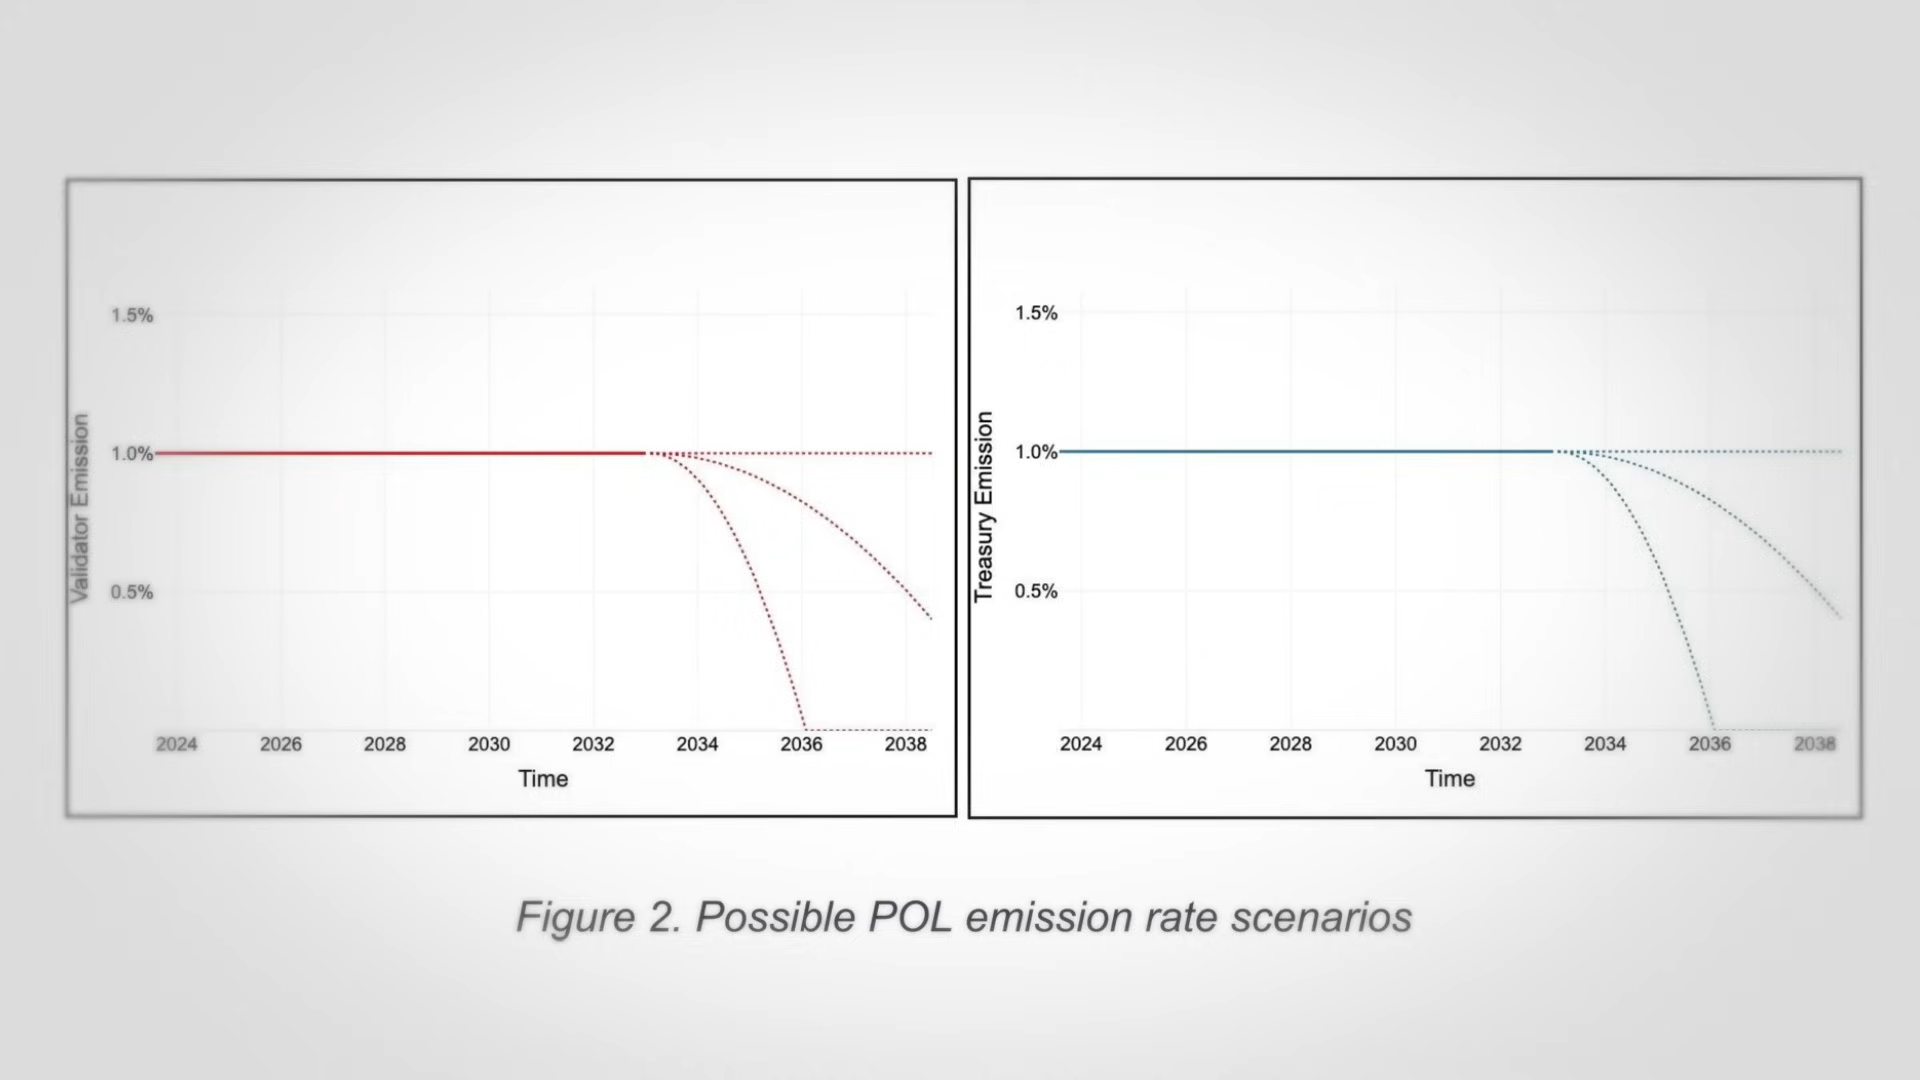 Validator Emission
1.5%
1.0%
0.5%
2024 2026 2028 2030 2032 2034 2036 2038
Time
Treasury Emission
1.5%
1.0%
0.5%
2024 2026 2028 2030 2032 2034 2036 2038
Time
Figure 2. Possible POL emission rate scenarios